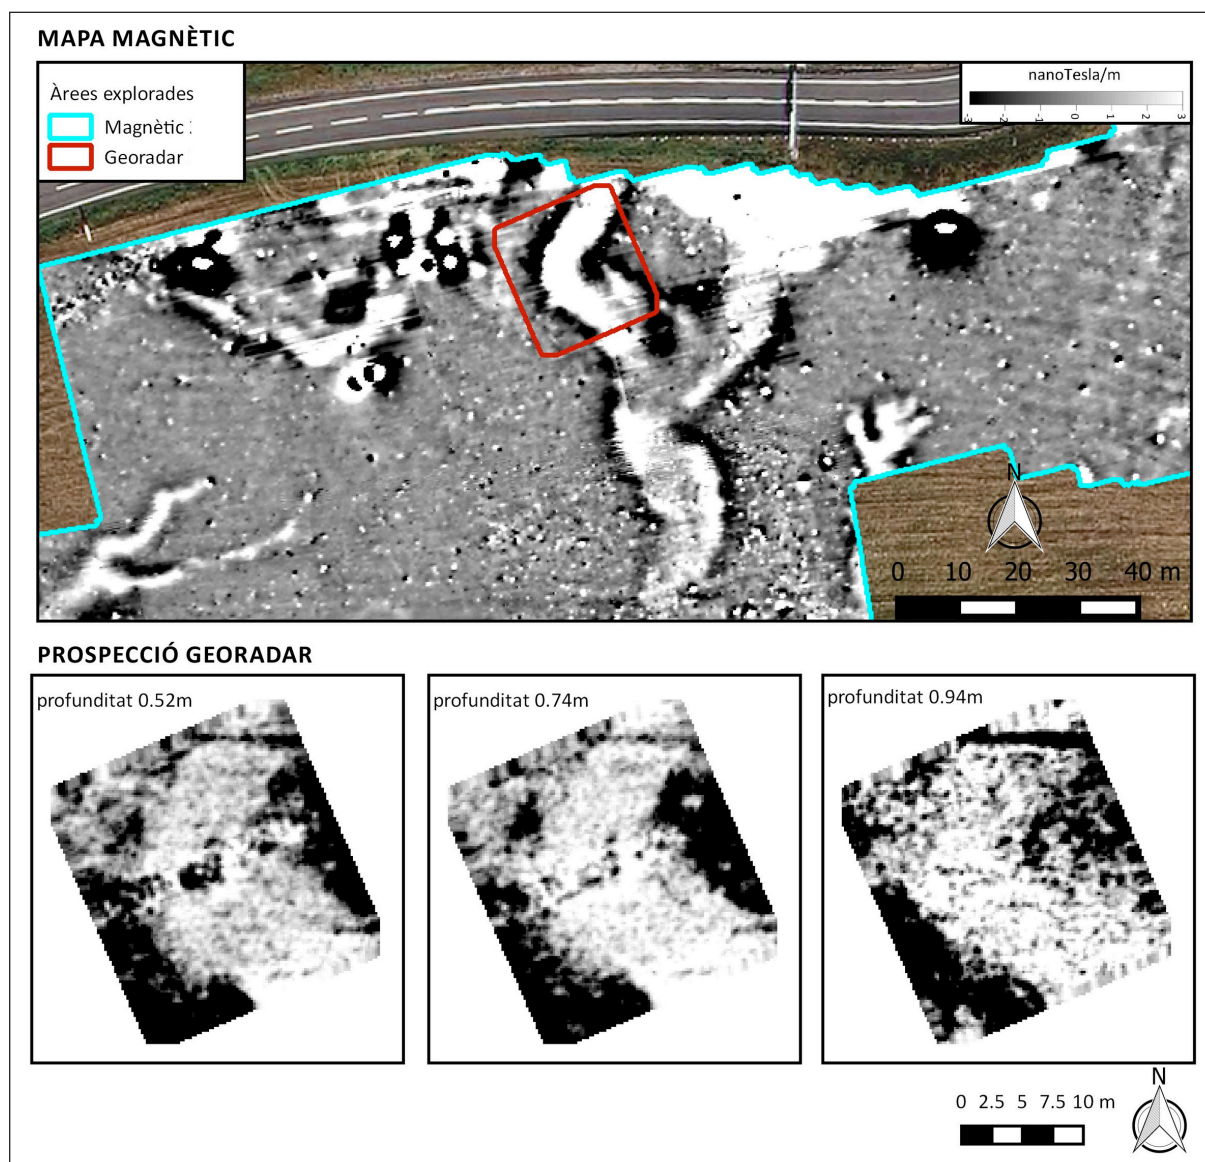 MAPA MAGNÈTIC
Àrees explorades
Magnètic :
Georadar
nanoTesla/m
-3 -2 -1 0 1 2 3
N
0 10 20 30 40 m
PROSPECCIÓ GEORADAR
profunditat 0.52m
profunditat 0.74m
profunditat 0.94m
N
0 2.5 5 7.5 10 m